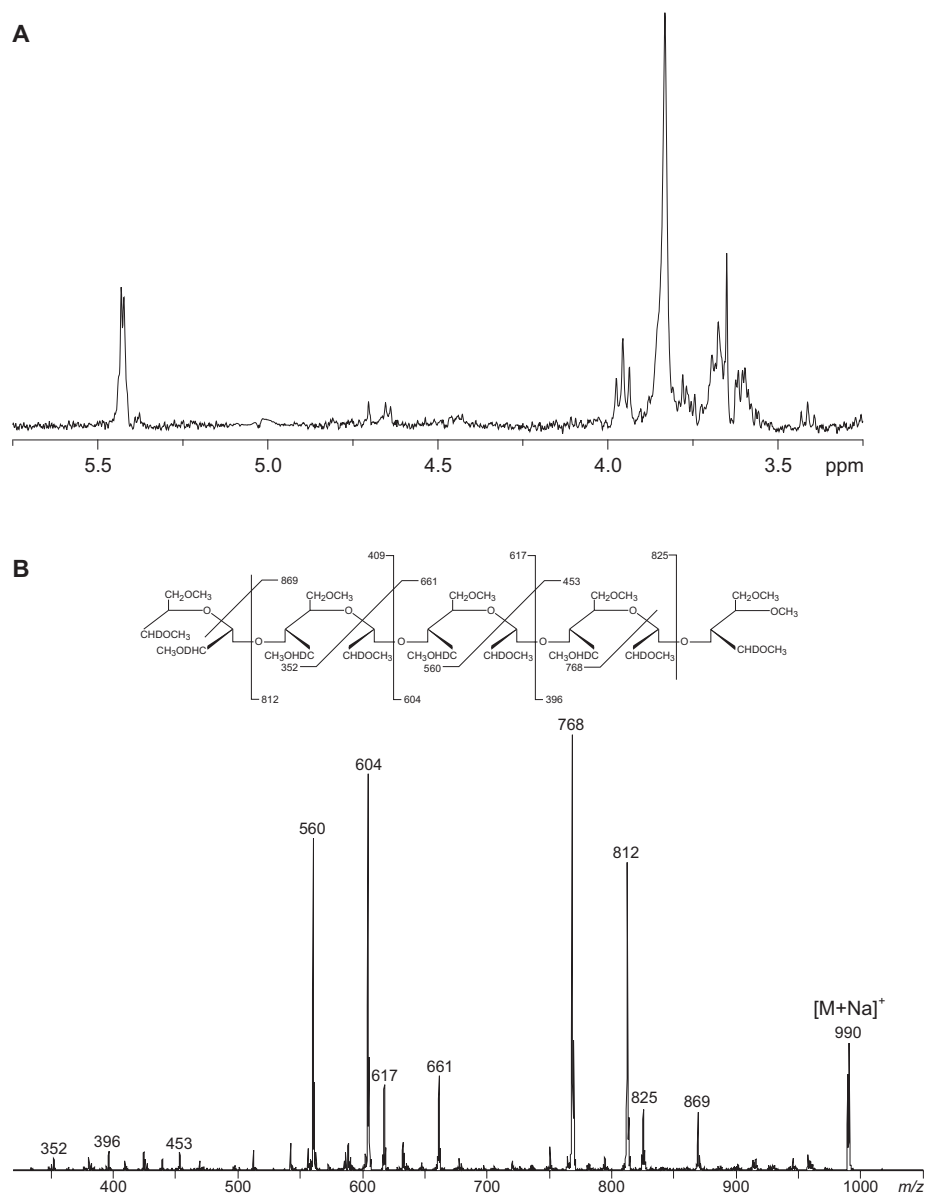 A
5.5 5.0 4.5 4.0 3.5 ppm
B
409 617 825
869 661 453
CH2OCH3 CH2OCH3 CH2OCH3 CH2OCH3 CH2OCH3
O O O O OCH3
CHDOCH3
CH3OHDC O CH3OHDC CHDOCH3 O CH3OHDC CHDOCH3 O CH3OHDC CHDOCH3 O CHDOCH3
352 560 768
812 604 396
768
604
560
812
[M+Na]+
990
661
617
825
869
352 396 453
400 500 600 700 800 900 1000 m/z